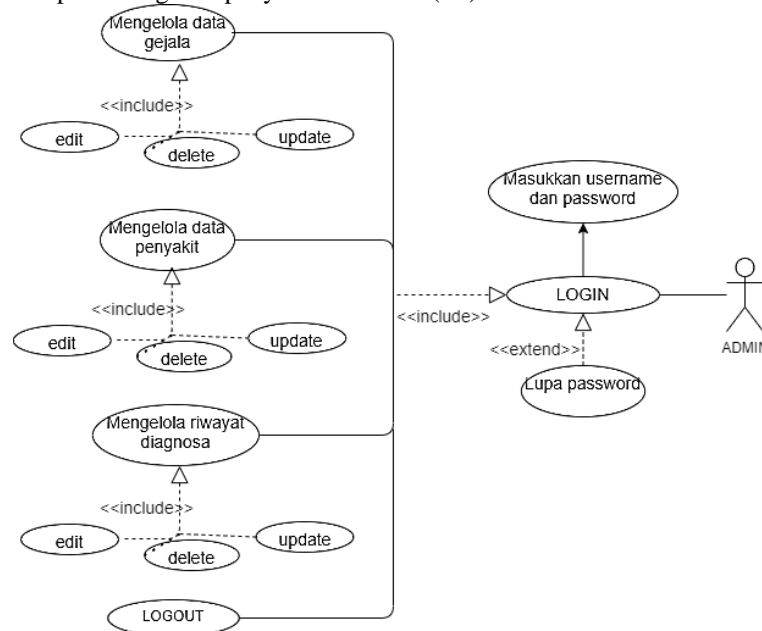 Mengelola data
gejala
<<include>>
edit
delete
update
Mengelola data
penyakit
<<include>>
edit
delete
update
Mengelola riwayat
diagnosa
<<include>>
edit
delete
update
LOGOUT
<<include>>
Masukkan username
dan password
LOGIN
<<extend>>
Lupa password
ADMIN